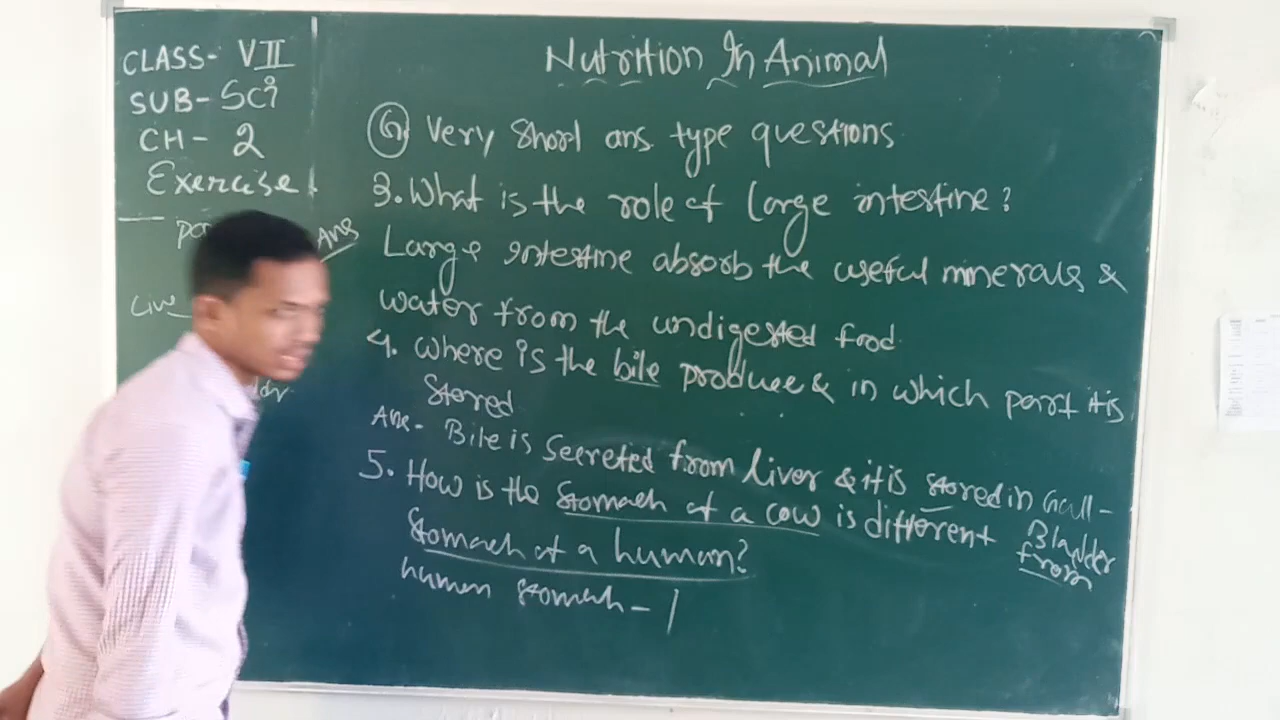 CLASS- VII
SUB- Sci
CH- 2
Exercise
Nutrition In Animal
G Very Short ans. type questions
3. What is the role of large intestine?
Ans
Large intestine absorb the useful minerals &
water from the undigested food
4. Where is the bile produce & in which part it is
stored
Ans- Bile is secreted from liver & it is stored in Gall-
Bladder
5. How is the stomach of a cow is different from
stomach of a human?
human stomach - 1